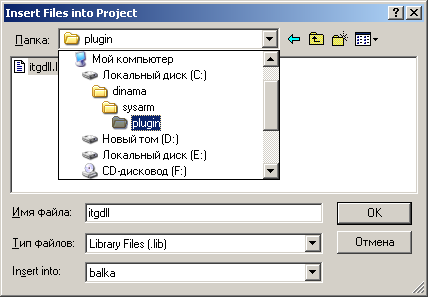 Insert Files into Project
Папка: plugin
itgdll.l
Мой компьютер
Локальный диск (C:)
dinama
sysarm
plugin
Новый том (D:)
Локальный диск (E:)
CD-дисковод (F:)
Имя файла: itgdll
OK
Тип файлов: Library Files (.lib)
Отмена
Insert into: balka